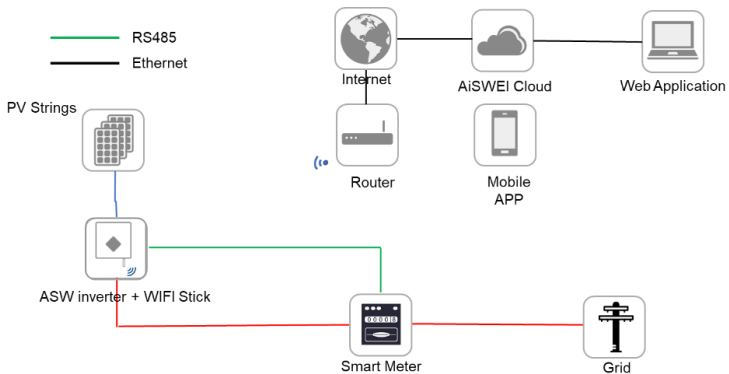 RS485
Ethernet
Internet
AiSWEI Cloud
Web Application
PV Strings
Router
Mobile
APP
ASW inverter + WIFI Stick
00018
Smart Meter
Grid